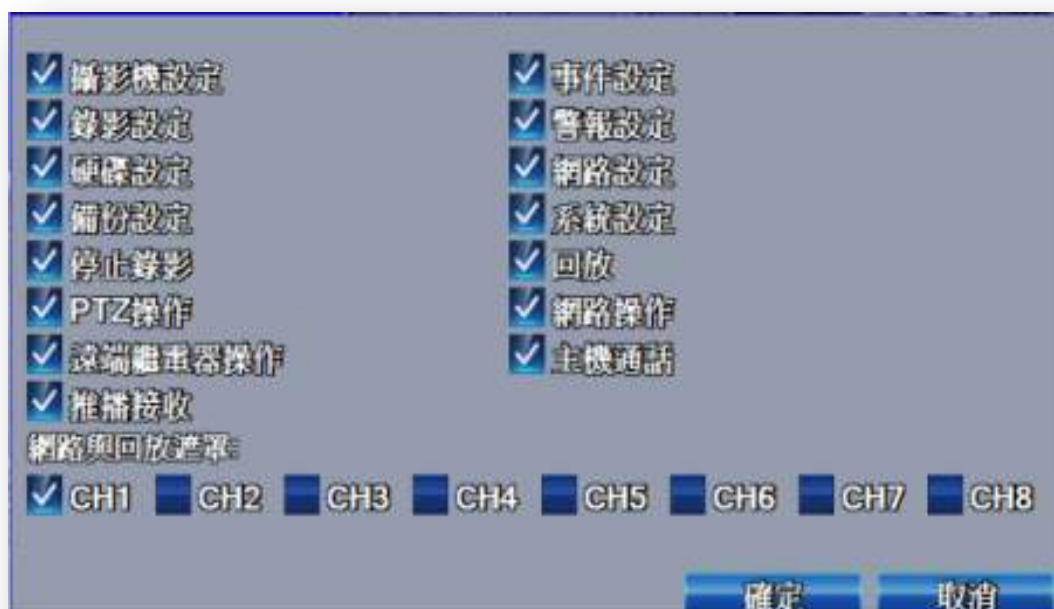 攝影機設定 事件設定
錄影設定 警報設定
硬碟設定 網路設定
備份設定 系統設定
停止錄影 回放
PTZ操作 網路操作
遠端繼電器操作 主機通話
推播接收
網路與回放遮罩:
CH1 CH2 CH3 CH4 CH5 CH6 CH7 CH8
確定 取消